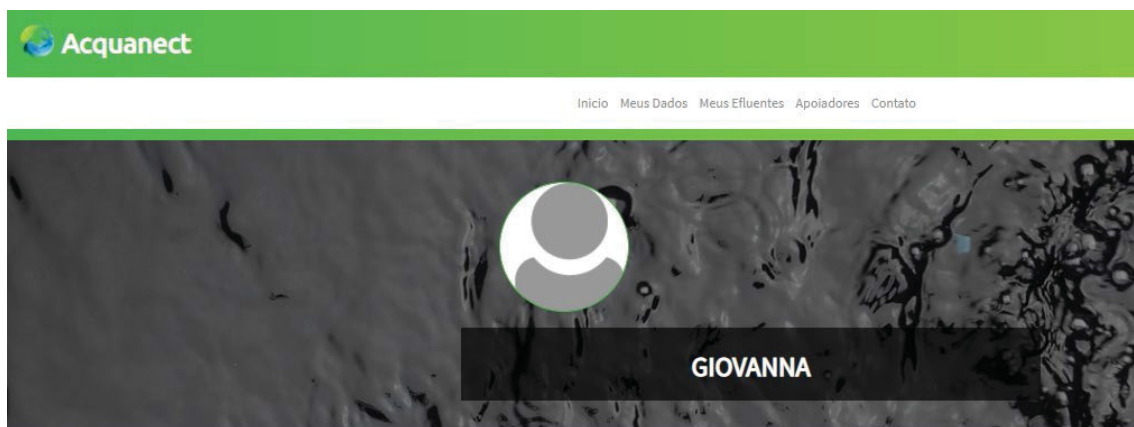 Acquanect
Inicio Meus Dados Meus Efluentes Apoiadores Contato
GIOVANNA